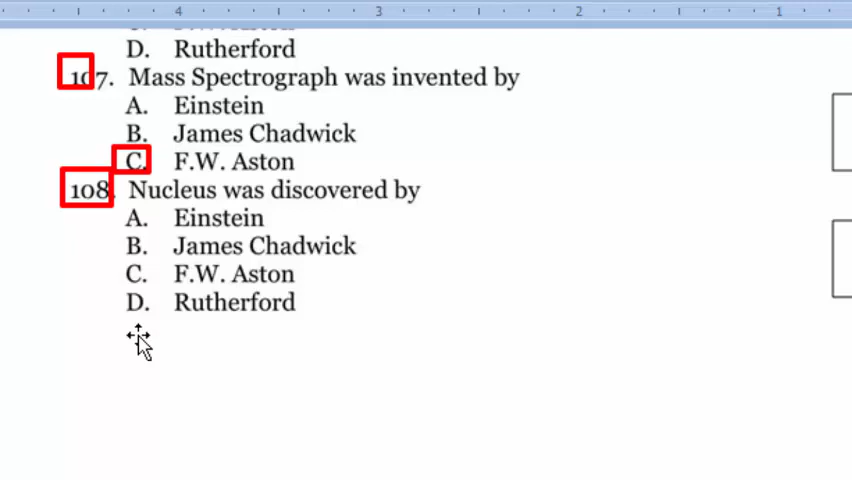 4 3 2 1
D. Rutherford
107. Mass Spectrograph was invented by
A. Einstein
B. James Chadwick
C. F.W. Aston
108. Nucleus was discovered by
A. Einstein
B. James Chadwick
C. F.W. Aston
D. Rutherford